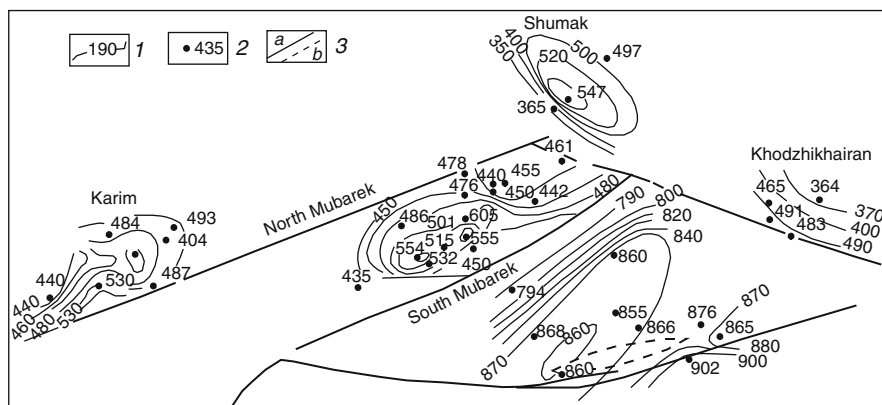 190 1
435 2
a b 3
Shumak
350 400 500 497
520
547
365
461
478 440 455
476 450 442 480
North Mubarek
Karim
484 493
404
440 530 487
440 460 480 530
450 486 501 605
515 555
554 532 450
435
South Mubarek
790 800 820 840
860
794
855
868 860 866 876 870
865
870 860 880
902 900
Khodzhikhairan
465 364
491 483
370
400
490